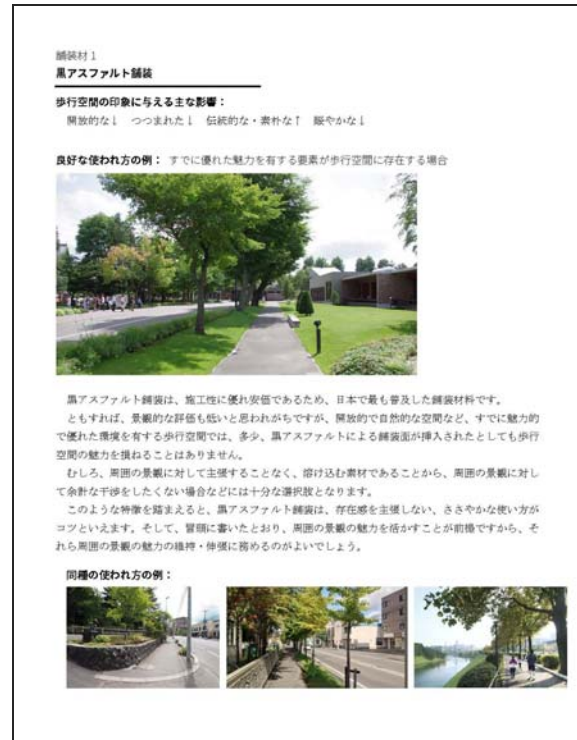 舗装材1
黒アスファルト舗装
歩行空間の印象に与える主な影響：
開放的な↓　つつまれた↓　伝統的な・素朴な↑　賑やかな↓
良好な使われ方の例： すでに優れた魅力を有する要素が歩行空間に存在する場合
黒アスファルト舗装は、施工性に優れ安価であるため、日本で最も普及した舗装材料です。
ともすれば、景観的な評価も低いと思われがちですが、開放的で自然的な空間など、すでに魅力的
で優れた環境を有する歩行空間では、多少、黒アスファルトによる舗装面が挿入されたとしても歩行
空間の魅力を損ねることはありません。
むしろ、周囲の景観に対して主張することなく、溶け込む素材であることから、周囲の景観に対し
て余計な干渉をしたくない場合などには十分な選択肢となります。
このような特徴を踏まえると、黒アスファルト舗装は、存在感を主張しない、ささやかな使い方が
コツといえます。そして、冒頭に書いたとおり、周囲の景観の魅力を活かすことが前提ですから、そ
れら周囲の景観の魅力の維持・伸張に務めるのがよいでしょう。
同種の使われ方の例：